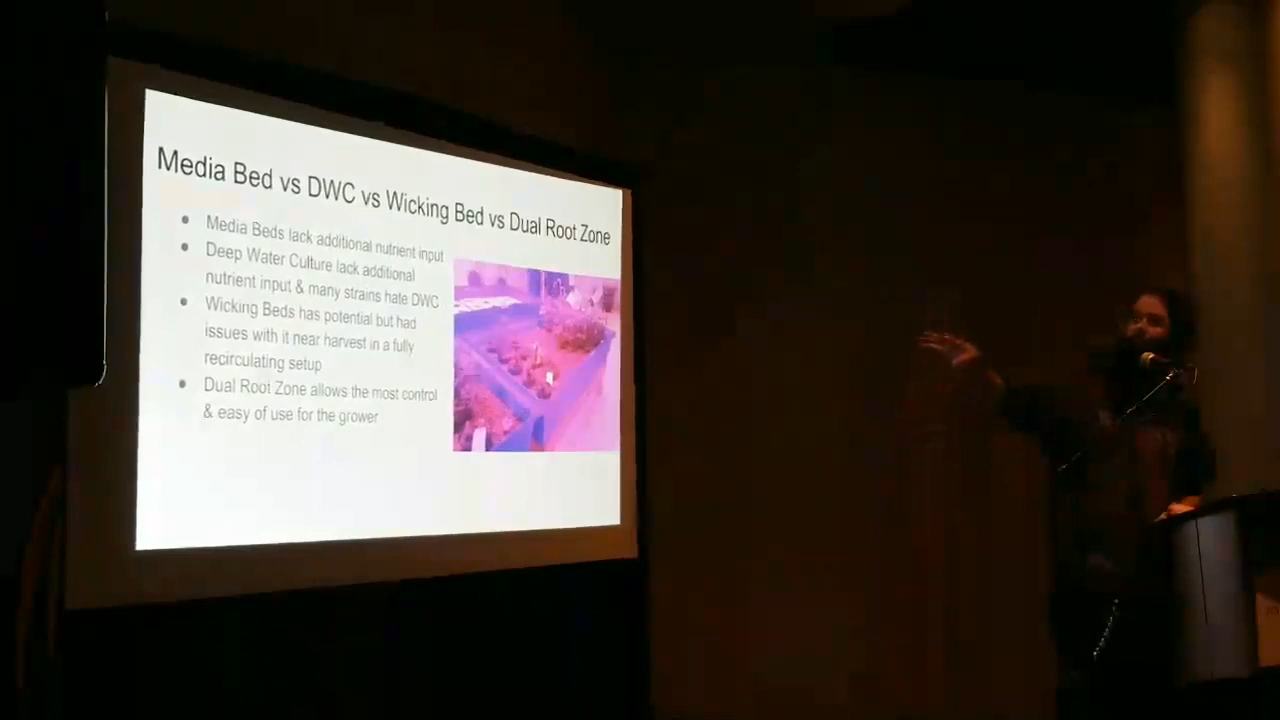 Media Bed vs DWC vs Wicking Bed vs Dual Root Zone
Media Beds lack additional nutrient input
Deep Water Culture lack additional
nutrient input & many strains hate DWC
Wicking Beds has potential but had
issues with it near harvest in a fully
recirculating setup
Dual Root Zone allows the most control
& easy of use for the grower